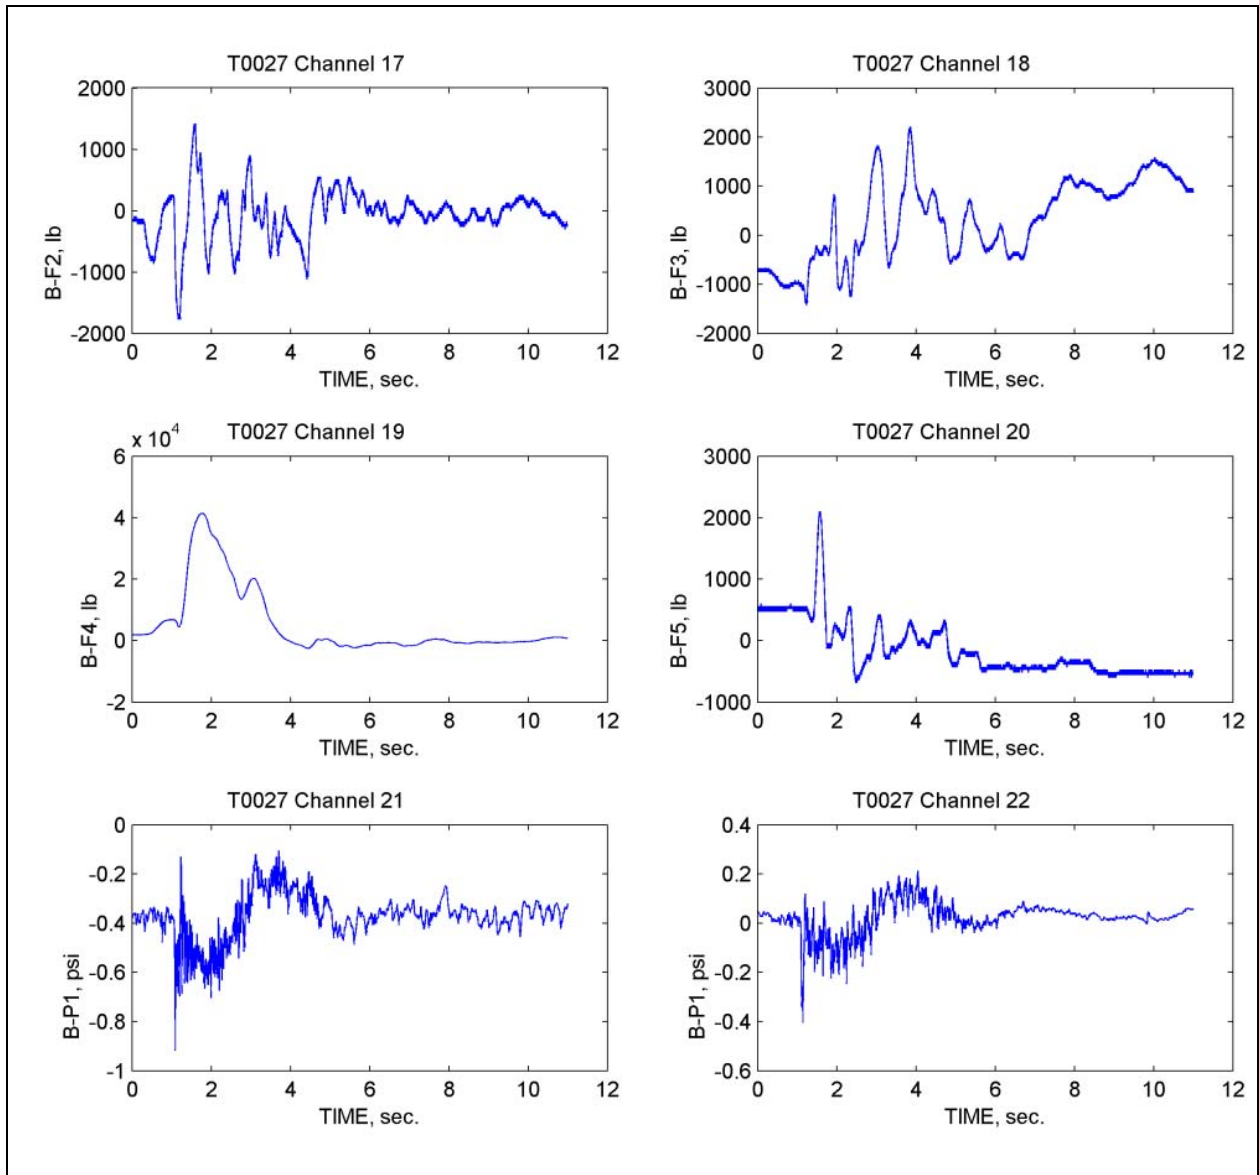 T0027 Channel 17
2000
1000
0
-1000
-2000
B-F2, lb
0 2 4 6 8 10 12
TIME, sec.
T0027 Channel 18
3000
2000
1000
0
-1000
-2000
B-F3, lb
0 2 4 6 8 10 12
TIME, sec.
x 10^4
T0027 Channel 19
6
4
2
0
-2
B-F4, lb
0 2 4 6 8 10 12
TIME, sec.
T0027 Channel 20
3000
2000
1000
0
-1000
B-F5, lb
0 2 4 6 8 10 12
TIME, sec.
T0027 Channel 21
0
-0.2
-0.4
-0.6
-0.8
-1
B-P1, psi
0 2 4 6 8 10 12
TIME, sec.
T0027 Channel 22
0.4
0.2
0
-0.2
-0.4
-0.6
B-P1, psi
0 2 4 6 8 10 12
TIME, sec.